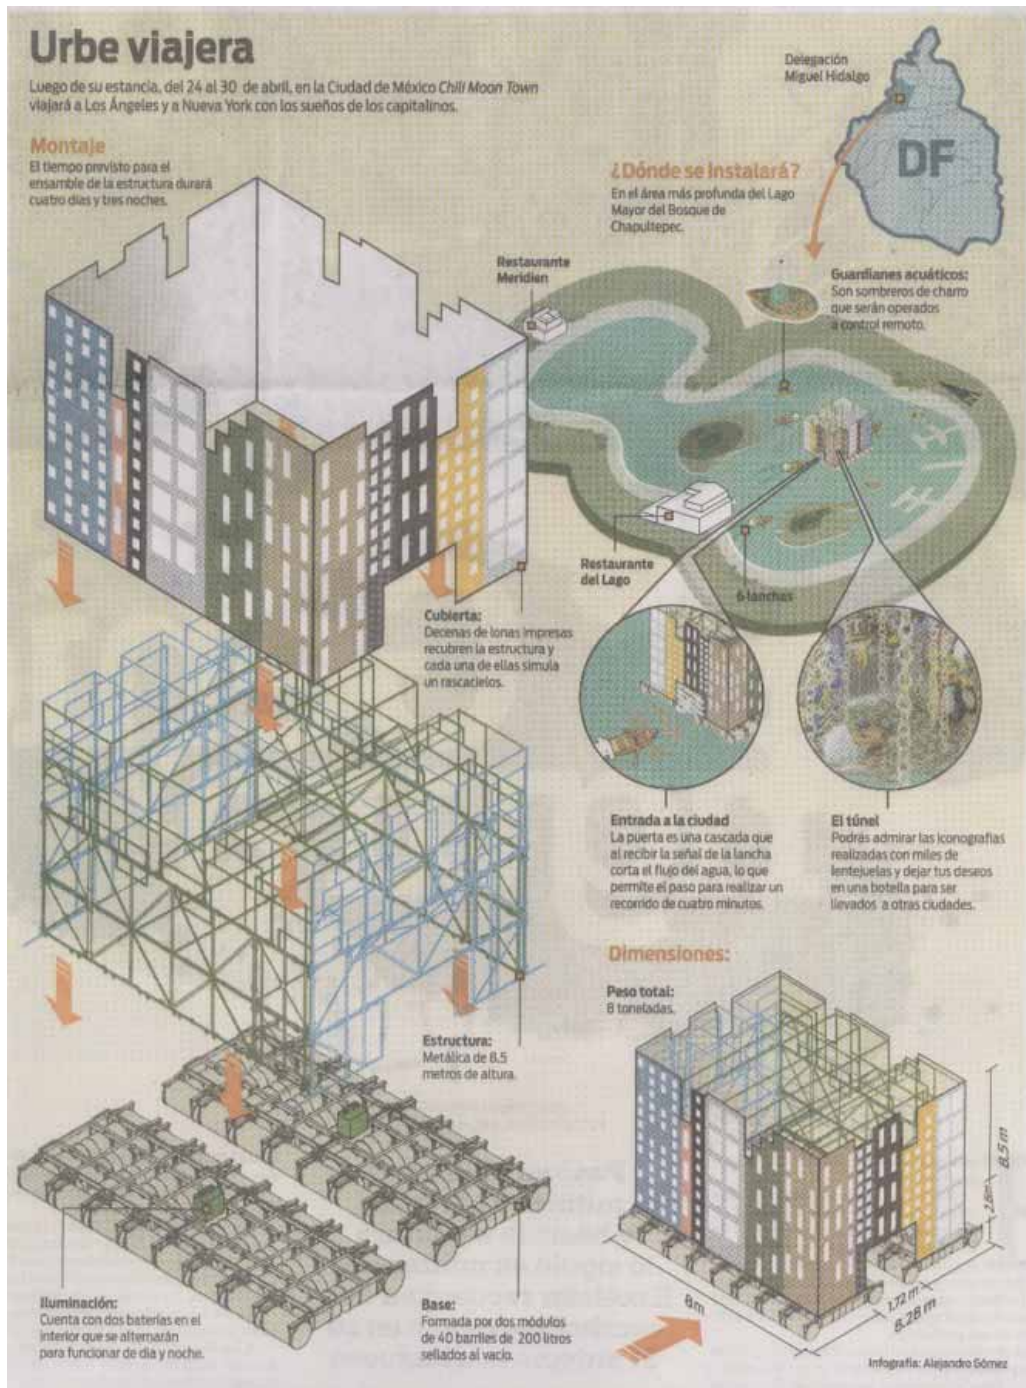 Urbe viajera
Luego de su estancia, del 24 al 30 de abril, en la Ciudad de México Chili Moon Town
viajará a Los Ángeles y a Nueva York con los sueños de los capitalinos.
Montaje
El tiempo previsto para el
ensamble de la estructura durará
cuatro días y tres noches.
Delegación
Miguel Hidalgo
DF
¿Dónde se instalará?
En el área más profunda del Lago
Mayor del Bosque de
Chapultepec.
Restaurante
Meridien
Guardianes acuáticos:
Son sombreros de charro
que serán operados
a control remoto.
Restaurante
del Lago
6 lanchas
Cubierta:
Decenas de lonas impresas
recubren la estructura y
cada una de ellas simula
un rascacielos.
Entrada a la ciudad
La puerta es una cascada que
al recibir la señal de la lancha
corta el flujo del agua, lo que
permite el paso para realizar un
recorrido de cuatro minutos.
El túnel
Podrás admirar las iconografías
realizadas con miles de
lentejuelas y dejar tus deseos
en una botella para ser
llevados a otras ciudades.
Dimensiones:
Peso total:
8 toneladas.
Estructura:
Metálica de 8.5
metros de altura.
8.5 m
2.6m
8m
1.72 m
8.28 m
Iluminación:
Cuenta con dos baterías en el
interior que se alternarán
para funcionar de día y noche.
Base:
Formada por dos módulos
de 40 barriles de 200 litros
sellados al vacío.
Infografía: Alejandro Gómez